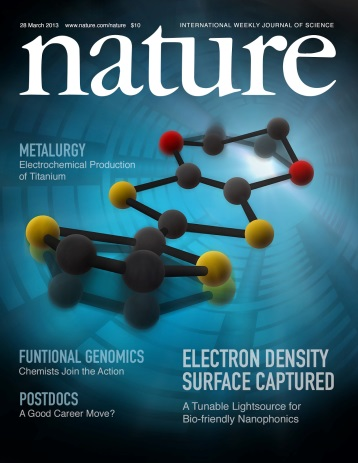 28 March 2013 www.nature.com/nature $10
INTERNATIONAL WEEKLY JOURNAL OF SCIENCE
nature
METALURGY
Electrochemical Production
of Titanium
FUNTIONAL GENOMICS
Chemists Join the Action
POSTDOCS
A Good Career Move?
ELECTRON DENSITY
SURFACE CAPTURED
A Tunable Lightsource for
Bio-friendly Nanophonics